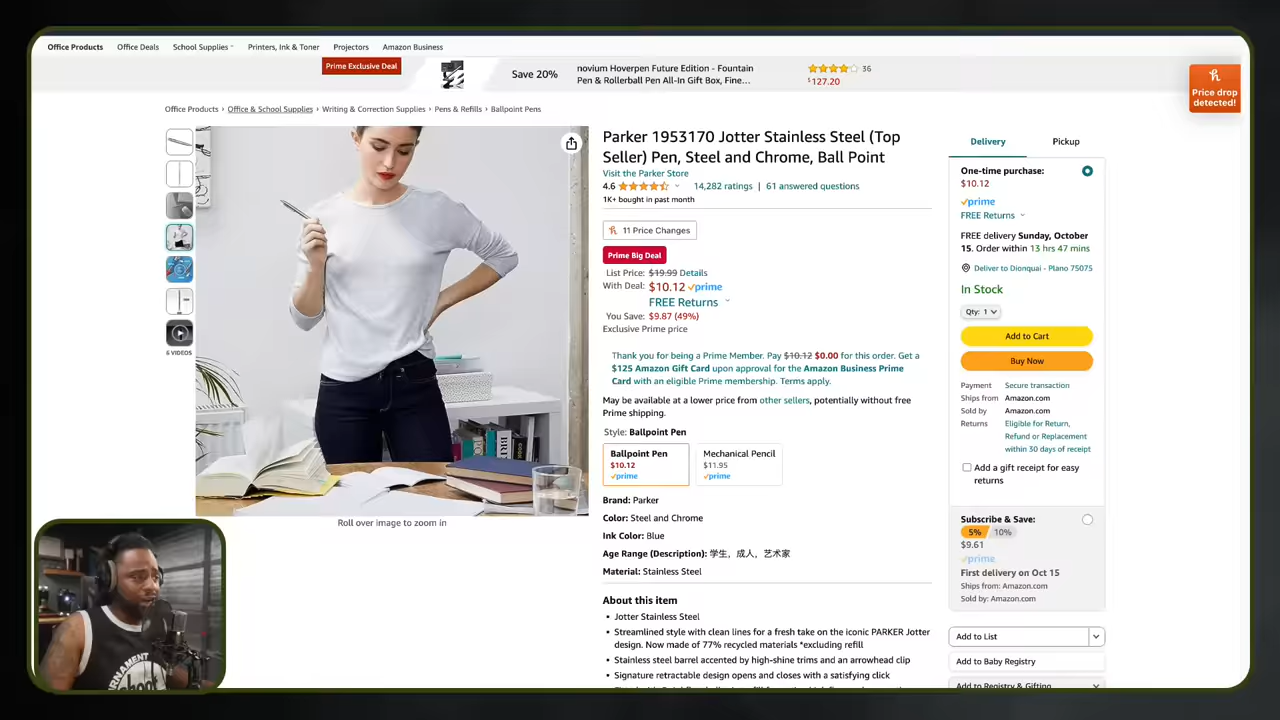 Office Products
Office Deals
School Supplies
Printers, Ink & Toner
Projectors
Amazon Business
Prime Exclusive Deal
Save 20%
novium Hoverpen Future Edition - Fountain
Pen & Rollerball Pen All-In Gift Box, Fine...
36
$127.20
Price drop
detected!
Office Products › Office & School Supplies › Writing & Correction Supplies › Pens & Refills › Ballpoint Pens
6 VIDEOS
Roll over image to zoom in
Parker 1953170 Jotter Stainless Steel (Top
Seller) Pen, Steel and Chrome, Ball Point
Visit the Parker Store
4.6 14,282 ratings | 61 answered questions
1K+ bought in past month
11 Price Changes
Prime Big Deal
List Price: $19.99 Details
With Deal: $10.12 prime
FREE Returns
You Save: $9.87 (49%)
Exclusive Prime price
Thank you for being a Prime Member. Pay $10.12 $0.00 for this order. Get a
$125 Amazon Gift Card upon approval for the Amazon Business Prime
Card with an eligible Prime membership. Terms apply.
May be available at a lower price from other sellers, potentially without free
Prime shipping.
Style: Ballpoint Pen
Ballpoint Pen
$10.12
prime
Mechanical Pencil
$11.95
prime
Brand: Parker
Color: Steel and Chrome
Ink Color: Blue
Age Range (Description): 学生，成人，艺术家
Material: Stainless Steel
About this item
• Jotter Stainless Steel
• Streamlined style with clean lines for a fresh take on the iconic PARKER Jotter
design. Now made of 77% recycled materials *excluding refill
• Stainless steel barrel accented by high-shine trims and an arrowhead clip
• Signature retractable design opens and closes with a satisfying click
Delivery
Pickup
One-time purchase:
$10.12
prime
FREE Returns
FREE delivery Sunday, October
15. Order within 13 hrs 47 mins
Deliver to Dionquai - Plano 75075
In Stock
Qty: 1
Add to Cart
Buy Now
Payment Secure transaction
Ships from Amazon.com
Sold by Amazon.com
Returns Eligible for Return,
Refund or Replacement
within 30 days of receipt
Add a gift receipt for easy
returns
Subscribe & Save:
5% 10%
$9.61
prime
First delivery on Oct 15
Ships from: Amazon.com
Sold by: Amazon.com
Add to List
Add to Baby Registry
Add to Registry & Gifting